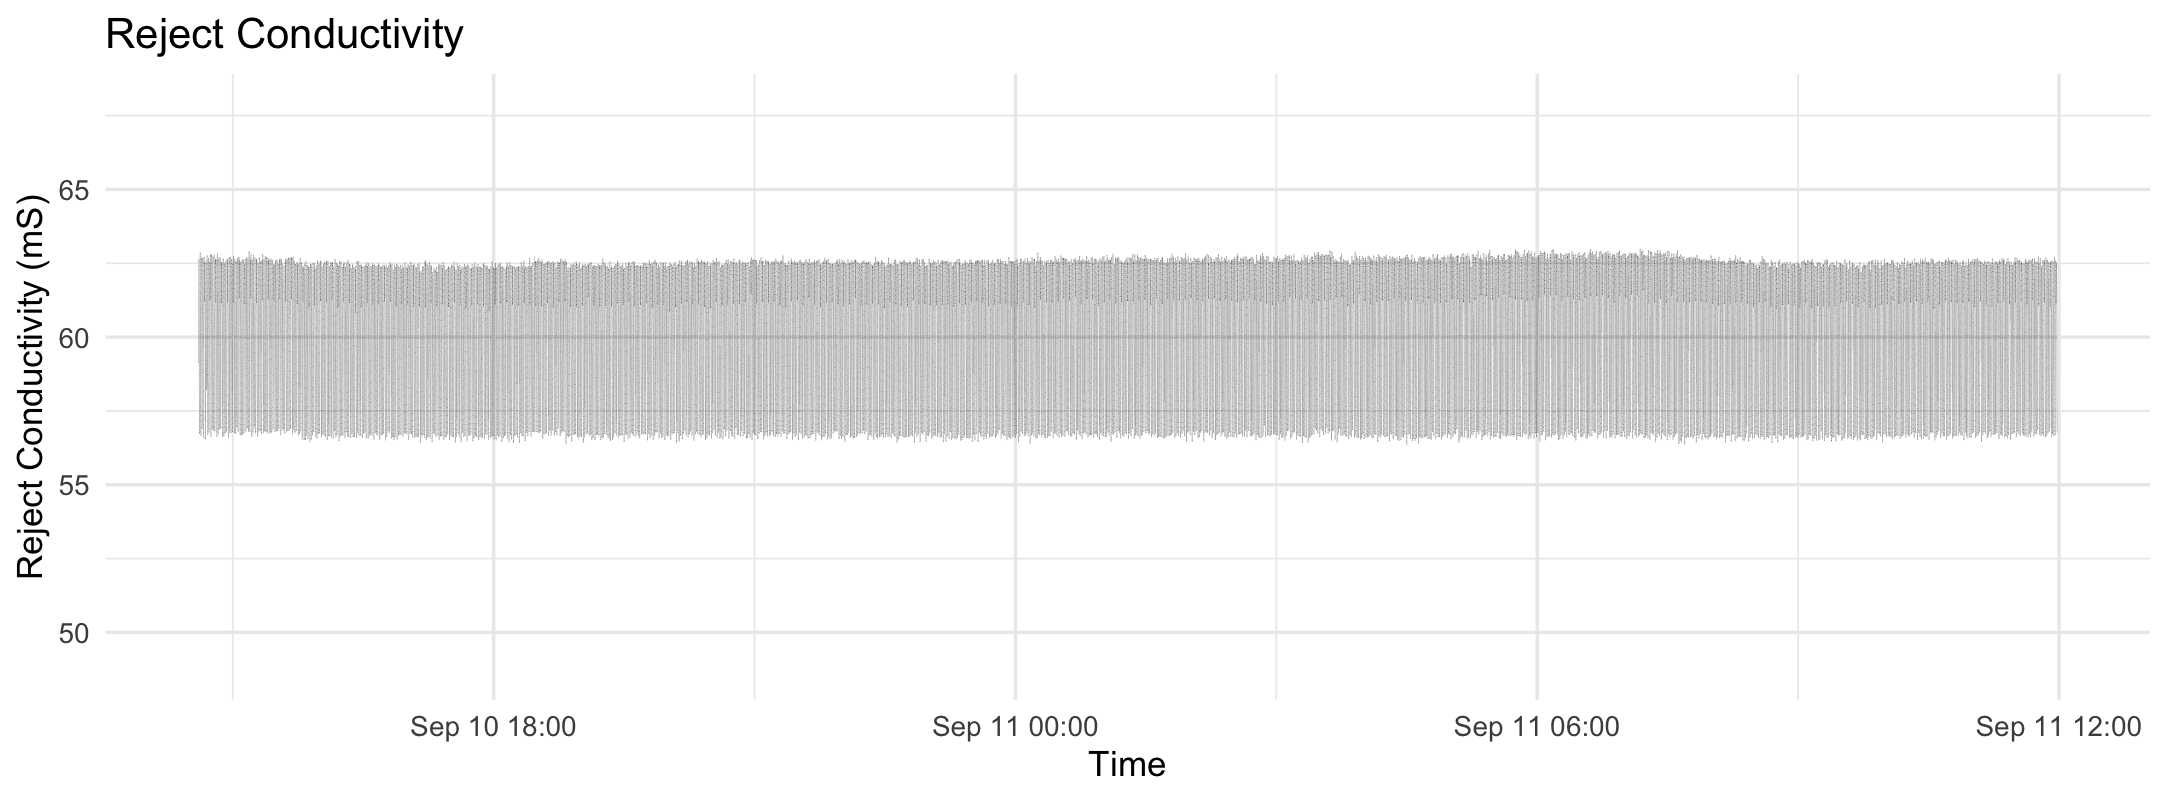 Reject Conductivity
Reject Conductivity (mS)
65
60
55
50
Sep 10 18:00
Sep 11 00:00
Sep 11 06:00
Sep 11 12:00
Time